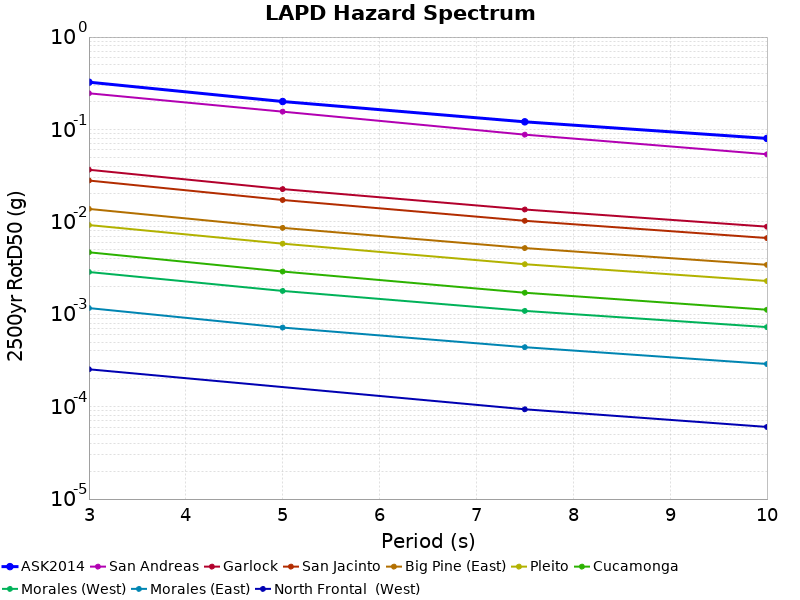 LAPD Hazard Spectrum
10^0
10^-1
10^-2
10^-3
10^-4
10^-5
2500yr RotD50 (g)
3 4 5 6 7 8 9 10
Period (s)
ASK2014 San Andreas Garlock San Jacinto Big Pine (East) Pleito Cucamonga
Morales (West) Morales (East) North Frontal  (West)